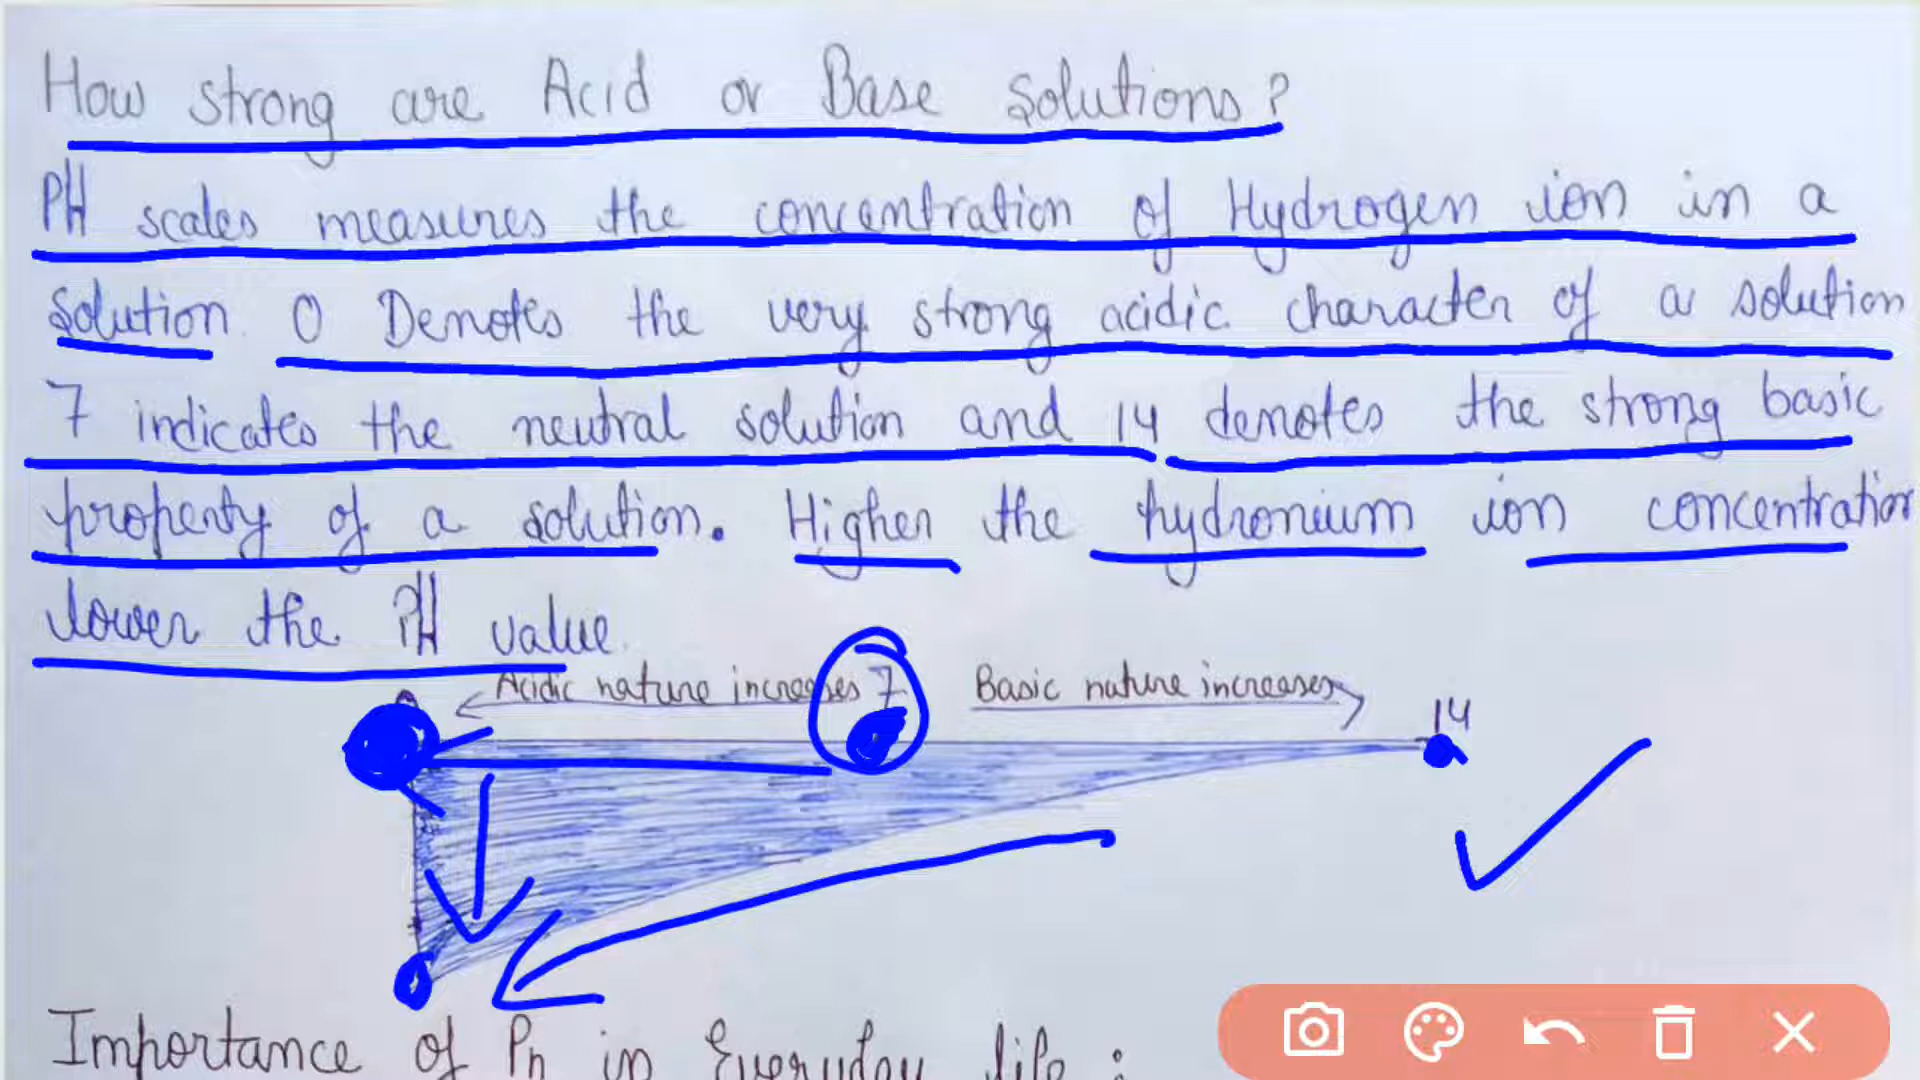 How strong are Acid or Base solutions?
PH scales measures the concentration of Hydrogen ion in a
solution. 0 Denotes the very strong acidic character of a solution
7 indicates the neutral solution and 14 denotes the strong basic
property of a solution. Higher the hydronium ion concentration
lower the PH value.
Acidic nature increases 7 Basic nature increases
14
Importance of Ph in Everyday life :